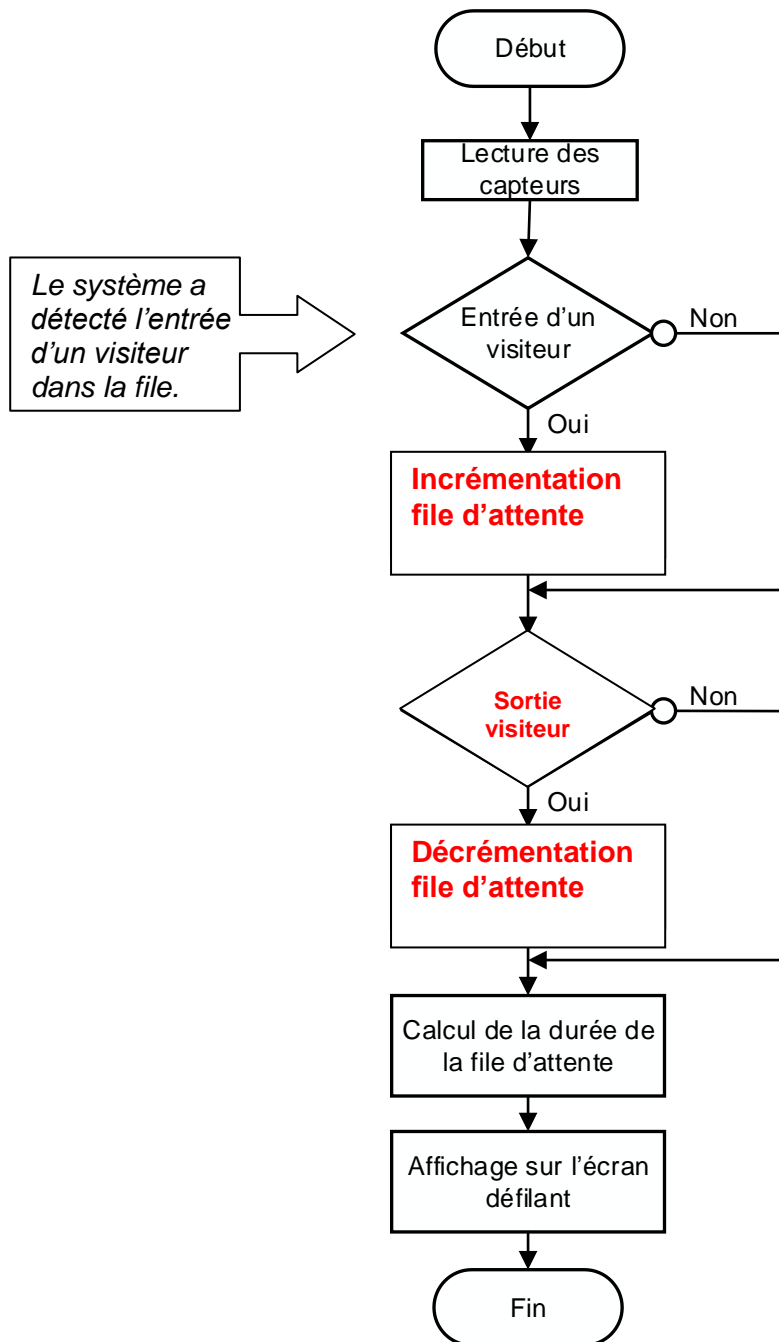 Début
Lecture des
capteurs
Le système a
détecté l'entrée
d'un visiteur
dans la file.
Entrée d'un
visiteur
Non
Oui
Incrémentation
file d'attente
Sortie
visiteur
Non
Oui
Décrémentation
file d'attente
Calcul de la durée de
la file d'attente
Affichage sur l'écran
défilant
Fin